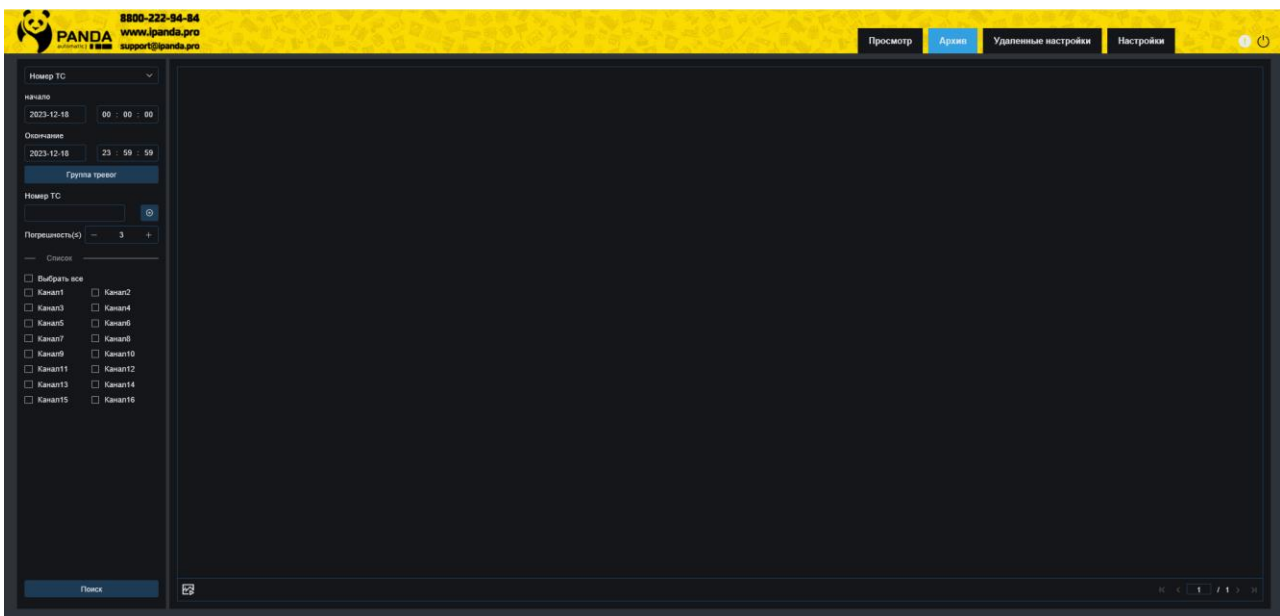 8800-222-94-84
www.ipanda.pro
PANDA
support@ipanda.pro
Просмотр
Архив
Удаленные настройки
Настройки
Номер ТС
начало
2023-12-18 00 : 00 : 00
Окончание
2023-12-18 23 : 59 : 59
Группа тревог
Номер ТС
Погрешность(≤) − 3 +
Список
Выбрать все
Канал1 Канал2
Канал3 Канал4
Канал5 Канал6
Канал7 Канал8
Канал9 Канал10
Канал11 Канал12
Канал13 Канал14
Канал15 Канал16
Поиск
1 / 1